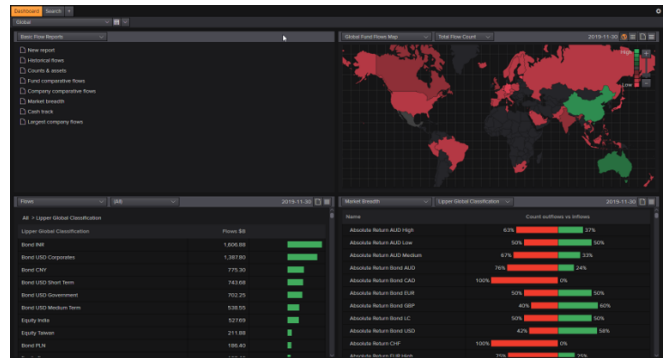 Dashboard Search +
Global
Basic Flow Reports
New report
Historical flows
Counts & assets
Fund comparative flows
Company comparative flows
Market breadth
Cash track
Largest company flows
Global Fund Flows Map Total Flow Count 2019-11-30
High
Low
Flows (All) 2019-11-30
All > Lipper Global Classification
Lipper Global Classification Flows $B
Bond INR 1,606.88
Bond USD Corporates 1,387.80
Bond CNY 775.30
Bond USD Short Term 743.68
Bond USD Government 702.25
Bond USD Medium Term 538.55
Equity India 527.69
Equity Taiwan 211.88
Bond PLN 186.40
Market Breadth Lipper Global Classification 2019-11-30
Name Count outflows vs inflows
Absolute Return AUD High 63% 37%
Absolute Return AUD Low 50% 50%
Absolute Return AUD Medium 67% 33%
Absolute Return Bond AUD 76% 24%
Absolute Return Bond CAD 100% 0%
Absolute Return Bond EUR 50% 50%
Absolute Return Bond GBP 40% 60%
Absolute Return Bond LC 50% 50%
Absolute Return Bond USD 42% 58%
Absolute Return CHF 100% 0%
Absolute Return EUR High 75% 25%